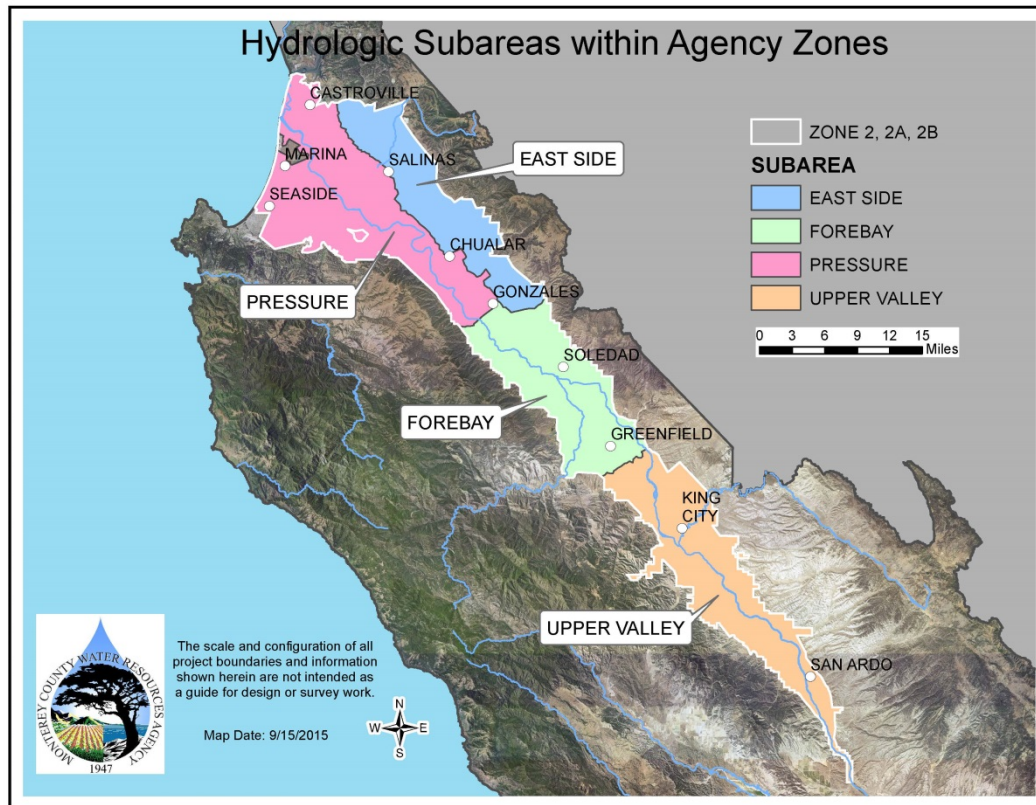 Hydrologic Subareas within Agency Zones
CASTROVILLE
MARINA
SALINAS
EAST SIDE
SEASIDE
CHUALAR
PRESSURE
GONZALES
SOLEDAD
FOREBAY
GREENFIELD
KING
CITY
UPPER VALLEY
SAN ARDO
ZONE 2, 2A, 2B
SUBAREA
EAST SIDE
FOREBAY
PRESSURE
UPPER VALLEY
0 3 6 9 12 15
Miles
MONTEREY COUNTY WATER RESOURCES AGENCY
1947
The scale and configuration of all
project boundaries and information
shown herein are not intended as
a guide for design or survey work.
Map Date: 9/15/2015
N
W E
S